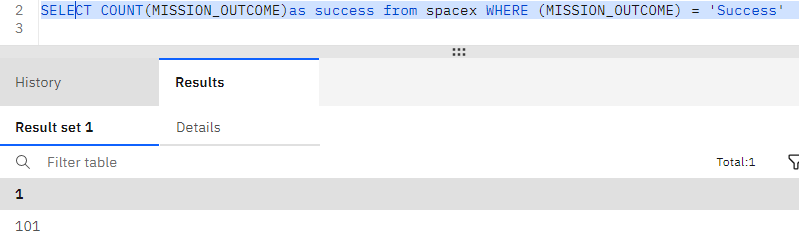 2 SELECT COUNT(MISSION_OUTCOME)as success from spacex WHERE (MISSION_OUTCOME) = 'Success'
3
History Results
Result set 1 Details
Filter table Total:1
1
101